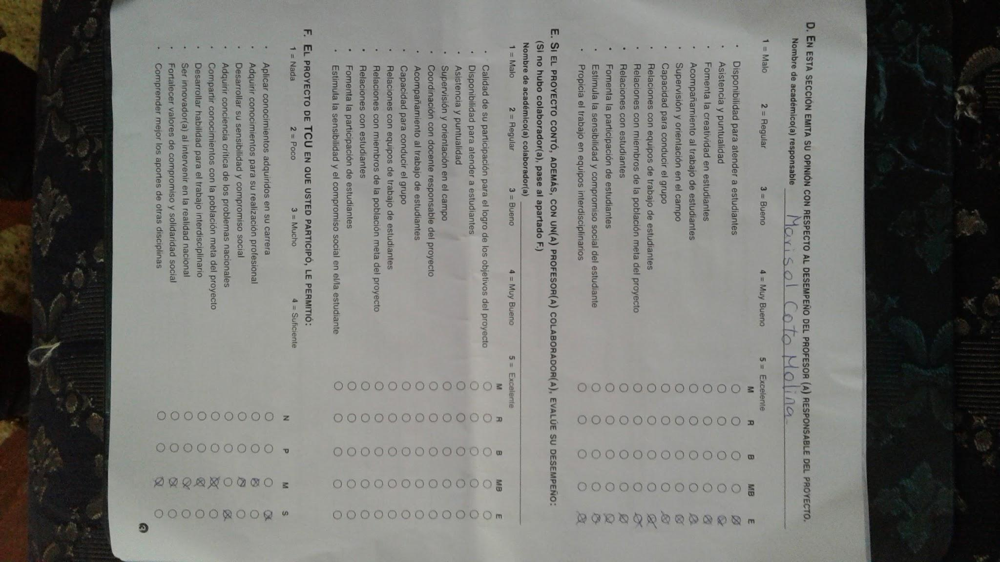 D. EN ESTA SECCIÓN EMITA SU OPINIÓN CON RESPECTO AL DESEMPEÑO DEL PROFESOR (A) RESPONSABLE DEL PROYECTO.
Nombre de académico(a) responsable Marisol Coto Molina
1 = Malo 2 = Regular 3 = Bueno 4 = Muy Bueno 5 = Excelente
M R B MB E
• Disponibilidad para atender a estudiantes
• Asistencia y puntualidad
• Fomenta la creatividad en estudiantes
• Acompañamiento al trabajo de estudiantes
• Supervisión y orientación en el campo
• Capacidad para conducir el grupo
• Relaciones con equipos de trabajo de estudiantes
• Relaciones con miembros de la población meta del proyecto
• Relaciones con estudiantes
• Fomenta la participación de estudiantes
• Estimula la sensibilidad y compromiso social del estudiante
• Propicia el trabajo en equipos interdisciplinarios
E. SI EL PROYECTO CONTÓ, ADEMÁS, CON UN(A) PROFESOR(A) COLABORADOR(A), EVALÚE SU DESEMPEÑO:
(Si no hubo colaborador(a), pase al apartado F.)
Nombre de académico(a) colaborador(a)
1 = Malo 2 = Regular 3 = Bueno 4 = Muy Bueno 5 = Excelente
M R B MB E
• Calidad de su participación para el logro de los objetivos del proyecto
• Disponibilidad para atender a estudiantes
• Asistencia y puntualidad
• Supervisión y orientación en el campo
• Coordinación con docente responsable del proyecto
• Acompañamiento al trabajo de estudiantes
• Capacidad para conducir el grupo
• Relaciones con equipos de trabajo de estudiantes
• Relaciones con miembros de la población meta del proyecto
• Relaciones con estudiantes
• Fomenta la participación de estudiantes
• Estimula la sensibilidad y el compromiso social en el/la estudiante
F. EL PROYECTO DE TCU EN QUE USTED PARTICIPÓ, LE PERMITIÓ:
1 = Nada 2 = Poco 3 = Mucho 4 = Suficiente
N P M S
• Aplicar conocimientos adquiridos en su carrera
• Adquirir conocimientos para su realización profesional
• Desarrollar su sensibilidad y compromiso social
• Adquirir conciencia crítica de los problemas nacionales
• Compartir conocimientos con la población meta del proyecto
• Desarrollar habilidad para el trabajo interdisciplinario
• Ser innovador(a) al intervenir en la realidad nacional
• Fortalecer valores de compromiso y solidaridad social
• Comprender mejor los aportes de otras disciplinas